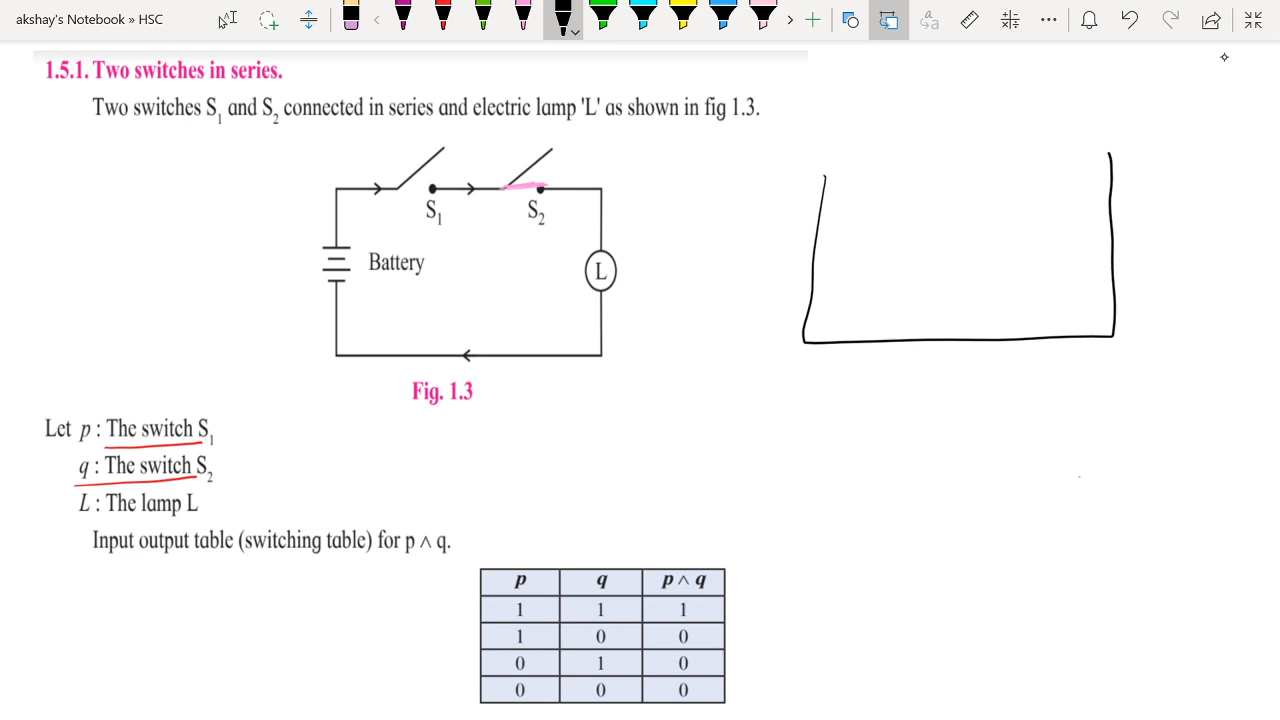 akshay's Notebook » HSC
1.5.1. Two switches in series.
Two switches S₁ and S₂ connected in series and electric lamp 'L' as shown in fig 1.3.
S₁ S₂
Battery
L
Fig. 1.3
Let p : The switch S₁
q : The switch S₂
L : The lamp L
Input output table (switching table) for p ∧ q.
p q p ∧ q
1 1 1
1 0 0
0 1 0
0 0 0